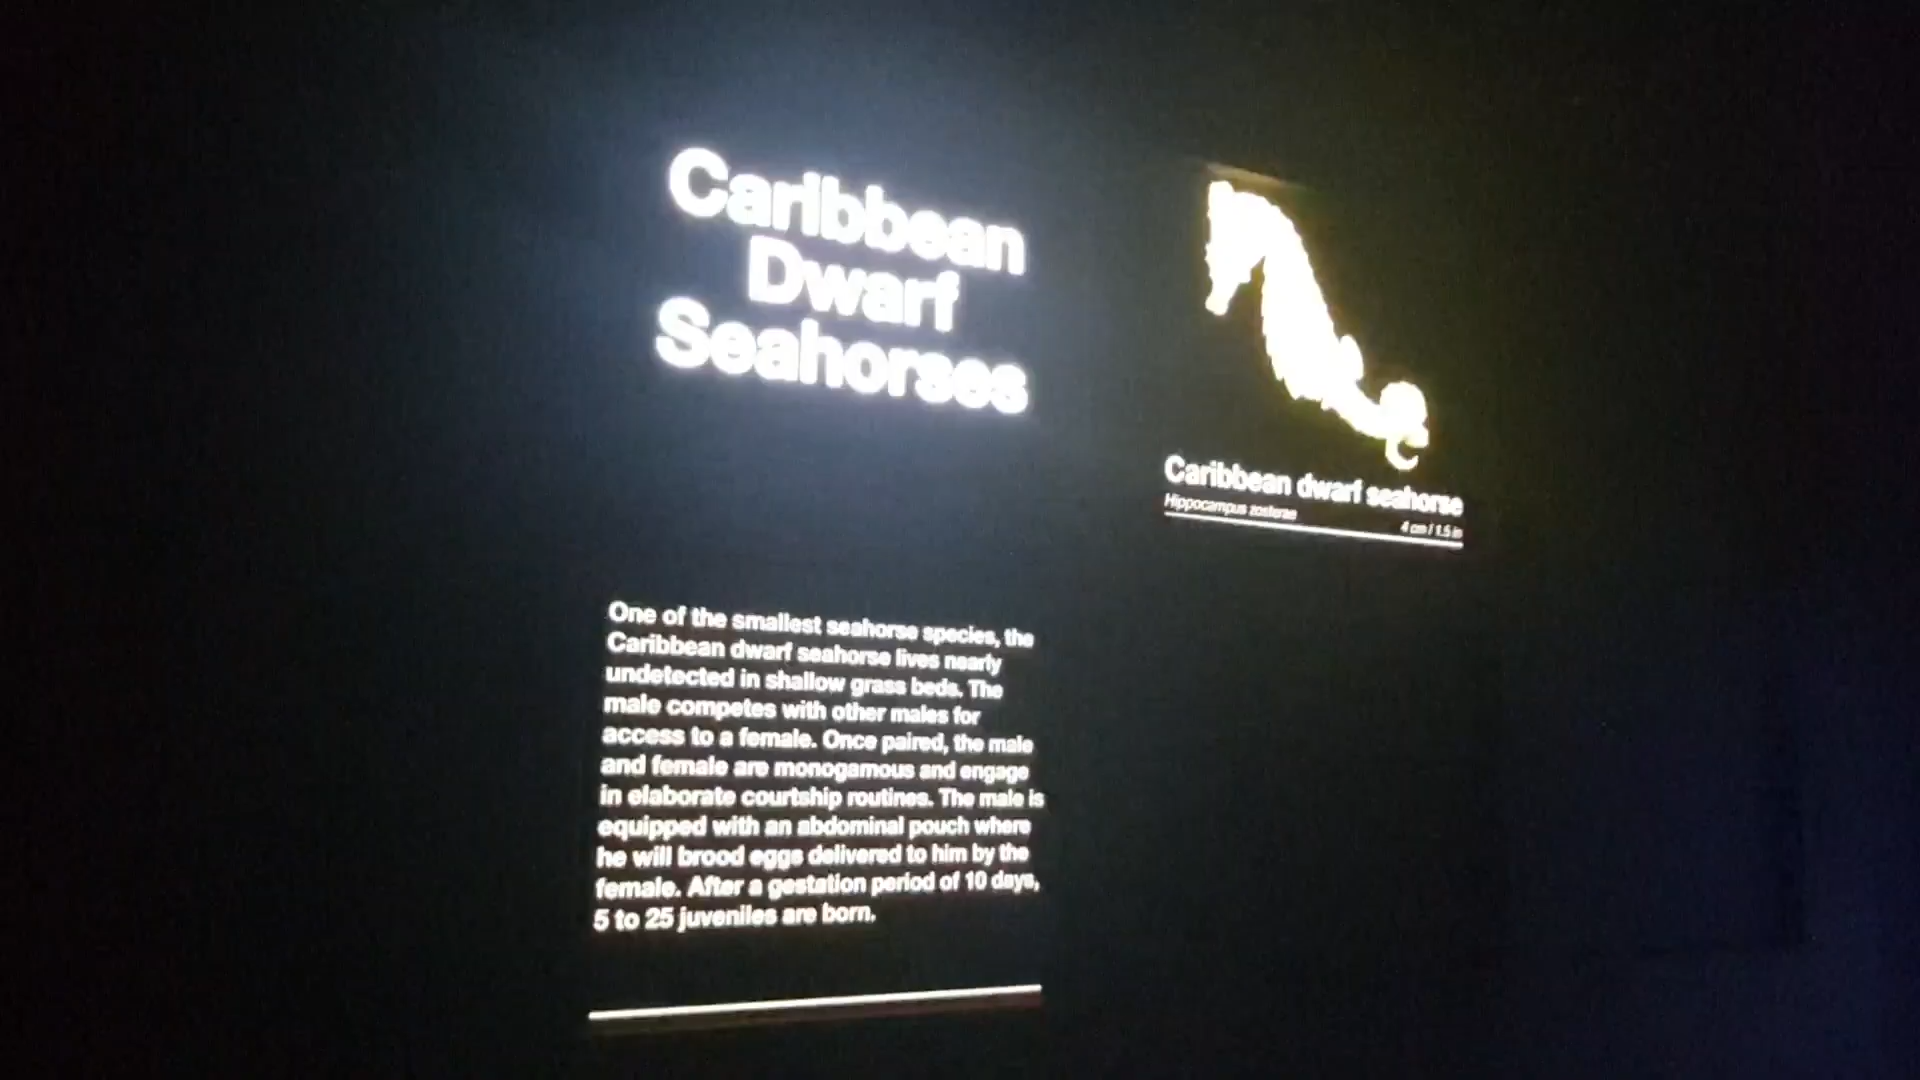 Caribbean
Dwarf
Seahorses
Caribbean dwarf seahorse
Hippocampus zosterae
4 cm / 1.5 in
One of the smallest seahorse species, the
Caribbean dwarf seahorse lives nearly
undetected in shallow grass beds. The
male competes with other males for
access to a female. Once paired, the male
and female are monogamous and engage
in elaborate courtship routines. The male is
equipped with an abdominal pouch where
he will brood eggs delivered to him by the
female. After a gestation period of 10 days,
5 to 25 juveniles are born.